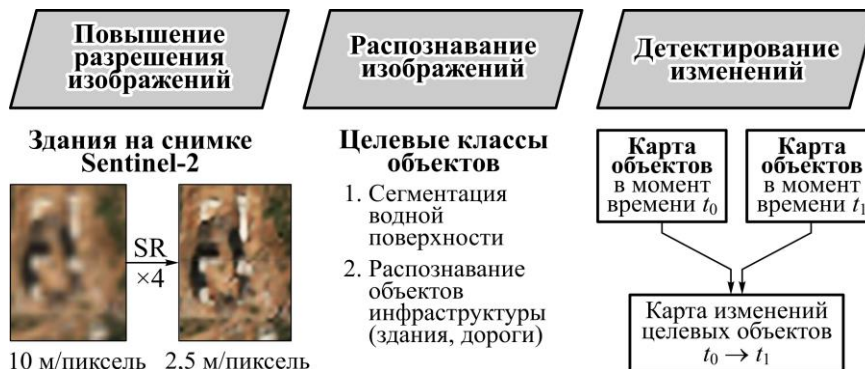 Повышение
разрешения
изображений
Здания на снимке
Sentinel-2
SR
×4
10 м/пиксель
2,5 м/пиксель
Распознавание
изображений
Целевые классы
объектов
1. Сегментация
водной
поверхности
2. Распознавание
объектов
инфраструктуры
(здания, дороги)
Детектирование
изменений
Карта
объектов
в момент
времени t₀
Карта
объектов
в момент
времени t₁
Карта изменений
целевых объектов
t₀ → t₁